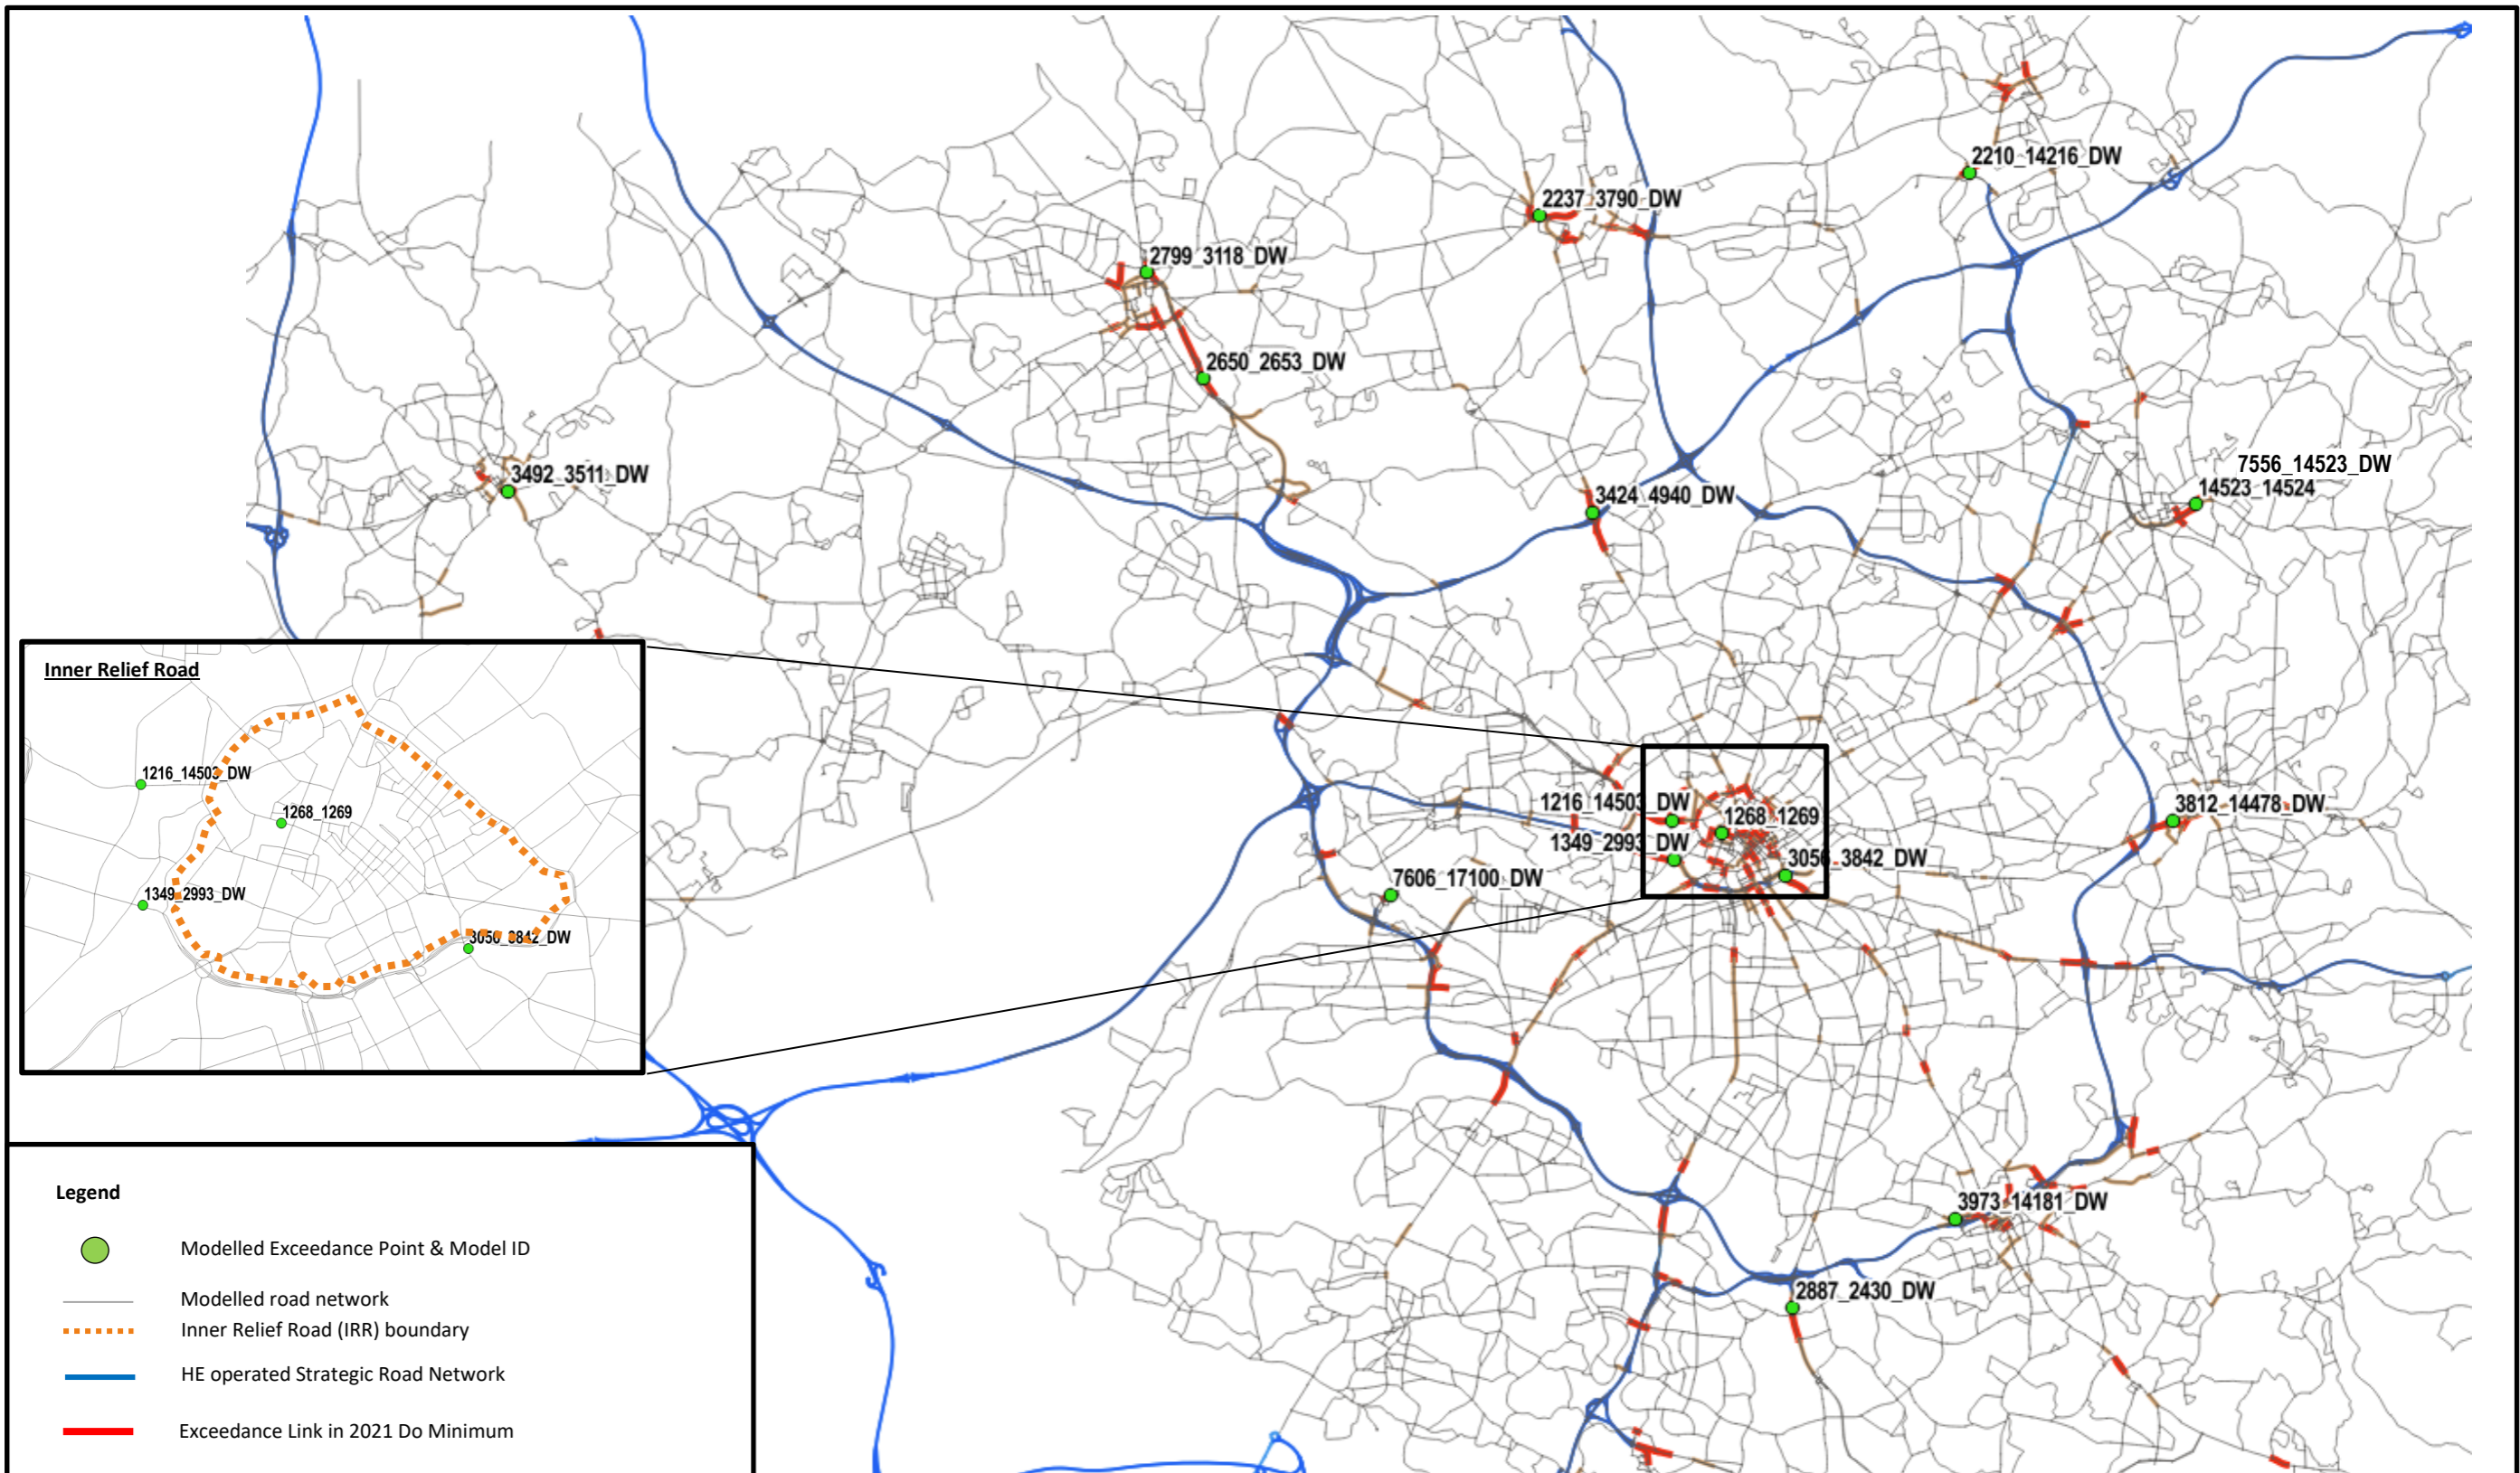 2210_14216_DW
2237_3790_DW
2799_3118_DW
2650_2653_DW
3492_3511_DW
3424_4940_DW
7556_14523_DW
14523_14524
Inner Relief Road
1216_14503_DW
1268_1269
1349_2993_DW
3056_3842_DW
1216_14503_DW
1268_1269
1349_2993_DW
3056_3842_DW
3812_14478_DW
7606_17100_DW
3973_14181_DW
2887_2430_DW
Legend
Modelled Exceedance Point & Model ID
Modelled road network
Inner Relief Road (IRR) boundary
HE operated Strategic Road Network
Exceedance Link in 2021 Do Minimum